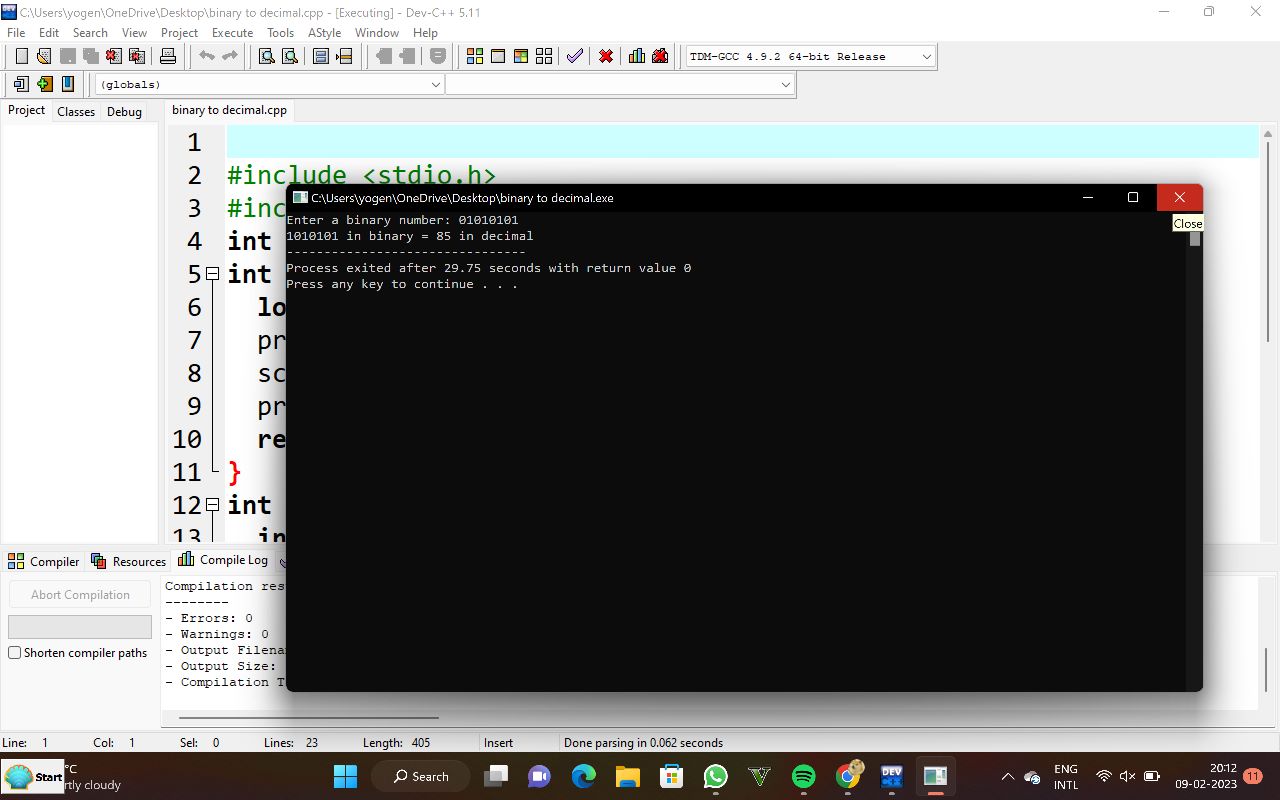 C:\Users\yogen\OneDrive\Desktop\binary to decimal.cpp - [Executing] - Dev-C++ 5.11
File Edit Search View Project Execute Tools AStyle Window Help
TDM-GCC 4.9.2 64-bit Release
(globals)
Project Classes Debug
binary to decimal.cpp
1
2 #include <stdio.h>
3 #inc
4 int
5 int
6 lo
7 pr
8 sc
9 pr
10 re
11 }
12 int
13 in
C:\Users\yogen\OneDrive\Desktop\binary to decimal.exe
Close
Enter a binary number: 01010101
1010101 in binary = 85 in decimal
--------------------------------
Process exited after 29.75 seconds with return value 0
Press any key to continue . . .
Compiler Resources Compile Log
Abort Compilation
Shorten compiler paths
Compilation res
--------
- Errors: 0
- Warnings: 0
- Output Filena
- Output Size:
- Compilation T
Line: 1 Col: 1 Sel: 0 Lines: 23 Length: 405 Insert Done parsing in 0.062 seconds
Start
°C
rtly cloudy
Search
DEV
ENG
INTL
20:12
09-02-2023
11